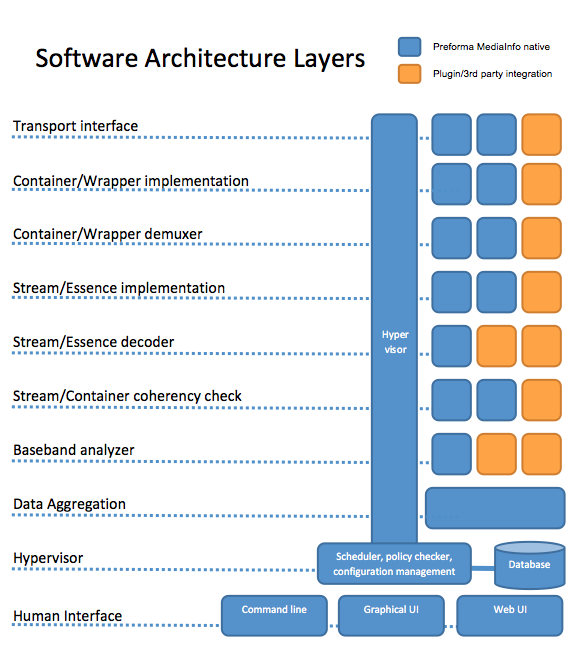 Software Architecture Layers
Preforma MediaInfo native
Plugin/3rd party integration
Transport interface
Container/Wrapper implementation
Container/Wrapper demuxer
Stream/Essence implementation
Hyper
visor
Stream/Essence decoder
Stream/Container coherency check
Baseband analyzer
Data Aggregation
Hypervisor
Scheduler, policy checker,
configuration management
Database
Human Interface
Command line
Graphical UI
Web UI